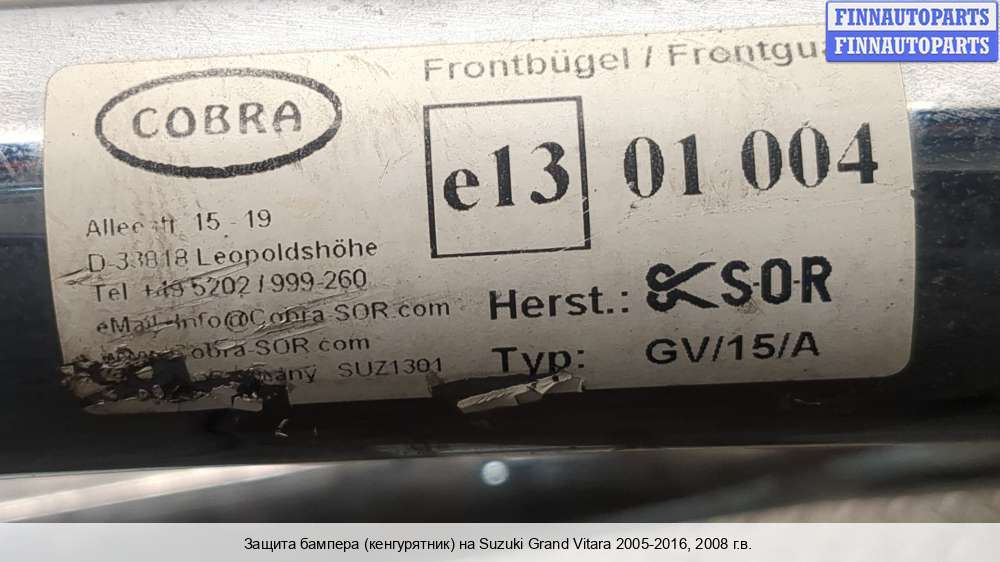 FINNAUTOPARTS
FINNAUTOPARTS
Frontbügel / Frontgua
COBRA
e13 01 004
15 - 19
D-33818 Leopoldshöhe
Tel +49 5202 / 999-260
eMail-Info@Cobra-SOR.com
Cobra-SOR com
SUZ1301
Herst.: S-O-R
Typ: GV/15/A
Защита бампера (кенгурятник) на Suzuki Grand Vitara 2005-2016, 2008 г.в.